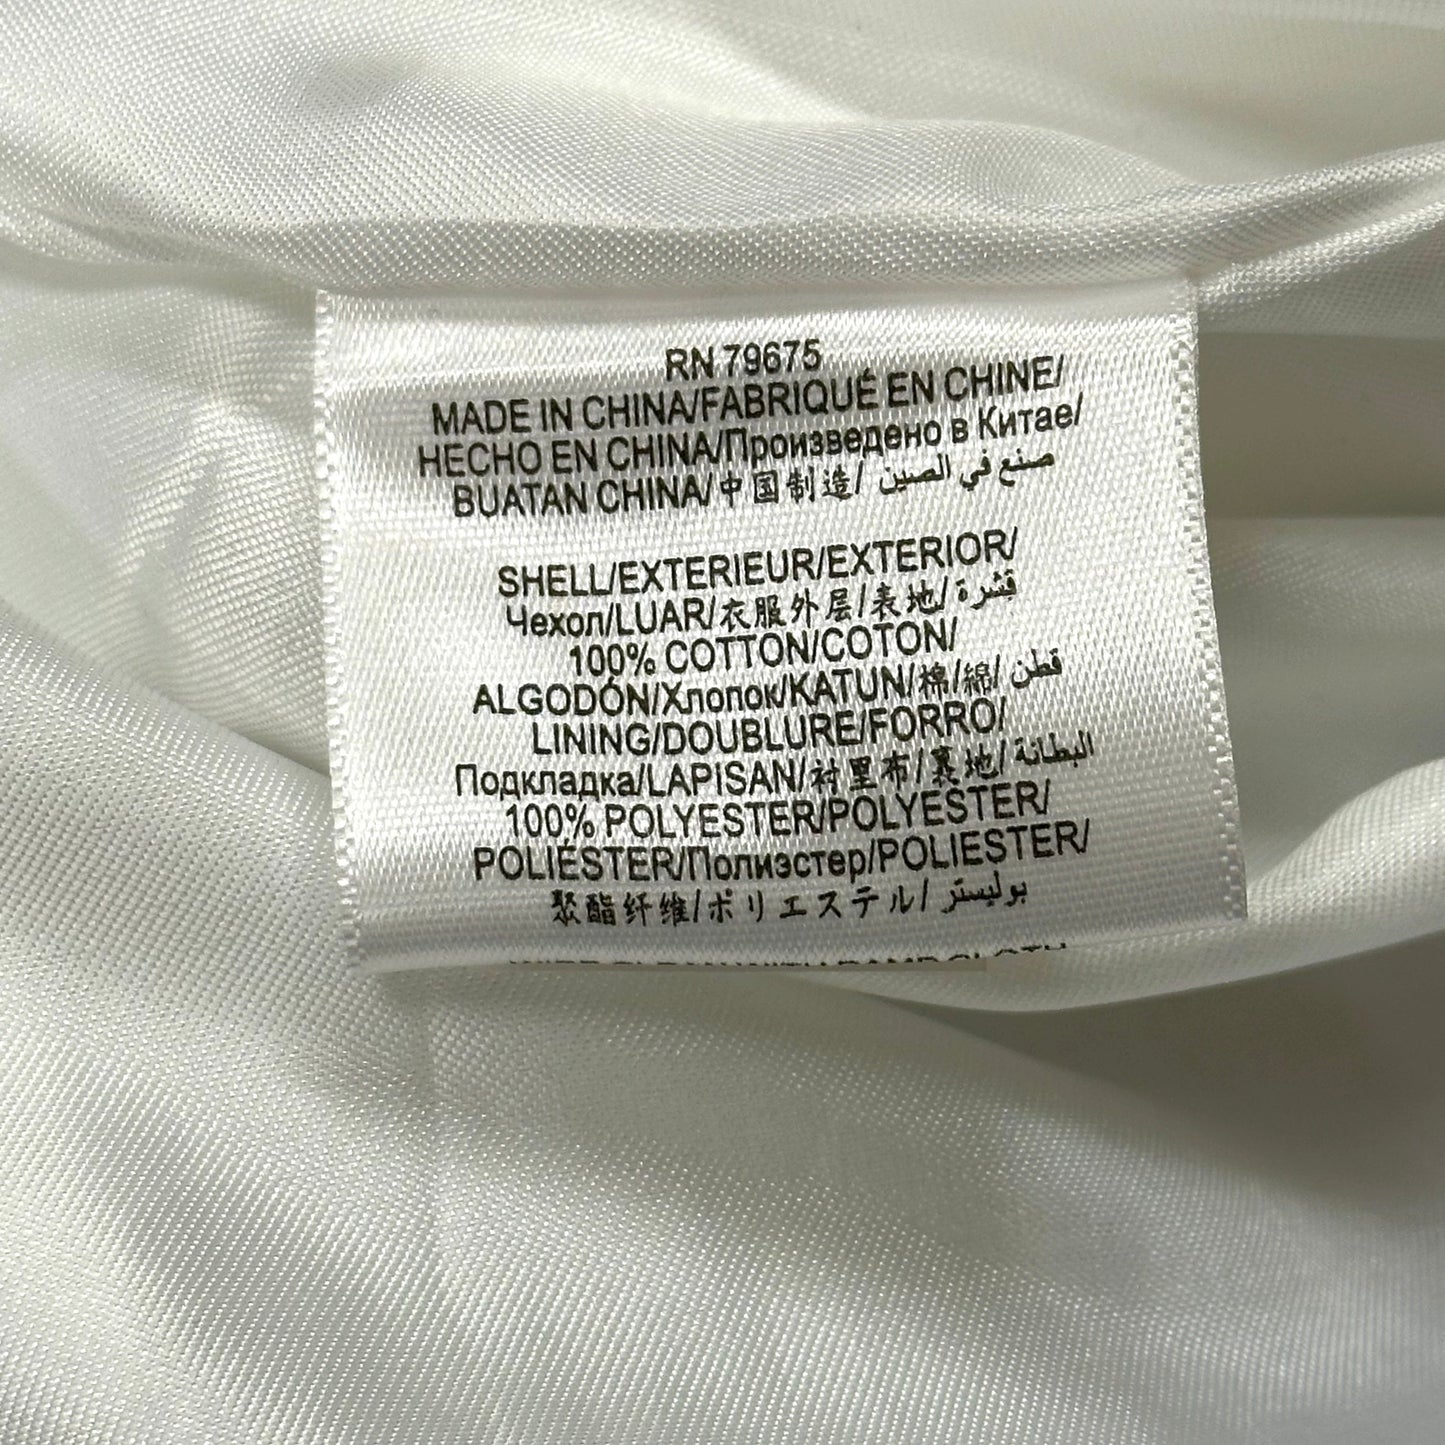 RN 79675
MADE IN CHINA/FABRIQUÉ EN CHINE/
HECHO EN CHINA/Произведено в Китае/
BUATAN CHINA/中国制造/ صنع في الصين
SHELL/EXTERIEUR/EXTERIOR/
Чехол/LUAR/衣服外层/表地/ قشرة
100% COTTON/COTON/
ALGODÓN/Хлопок/KATUN/棉/綿/ قطن
LINING/DOUBLURE/FORRO/
Подкладка/LAPISAN/衬里布/裏地/ البطانة
100% POLYESTER/POLYESTER/
POLIÉSTER/Полиэстер/POLIESTER/
聚酯纤维/ポリエステル/ بوليستر